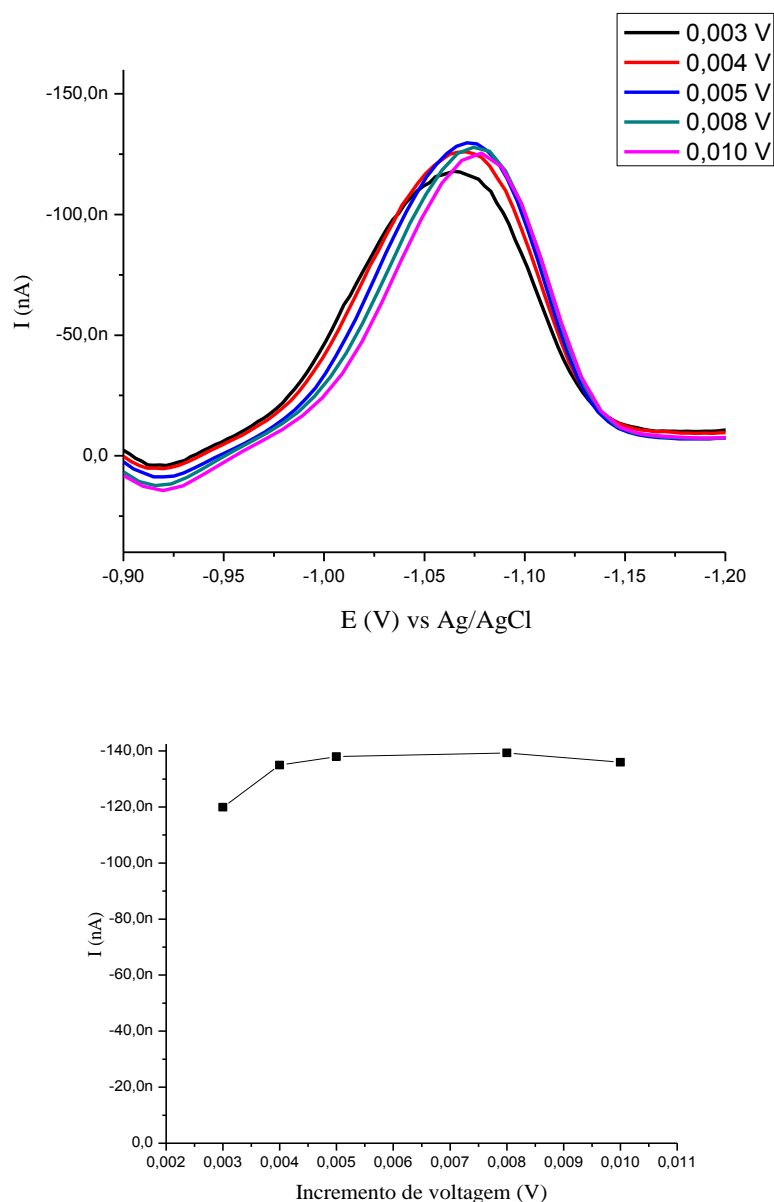 0,003 V
0,004 V
0,005 V
0,008 V
0,010 V
-150,0n
-100,0n
-50,0n
0,0
I (nA)
-0,90 -0,95 -1,00 -1,05 -1,10 -1,15 -1,20
E (V) vs Ag/AgCl
-140,0n
-120,0n
-100,0n
-80,0n
-60,0n
-40,0n
-20,0n
0,0
I (nA)
0,002 0,003 0,004 0,005 0,006 0,007 0,008 0,009 0,010 0,011
Incremento de voltagem (V)